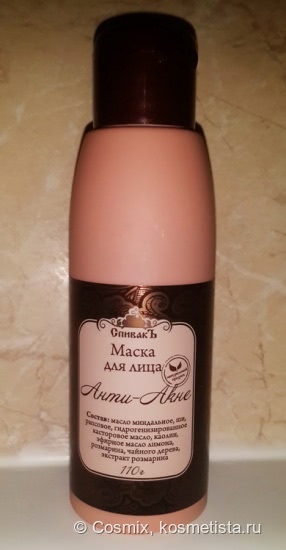 СпивакЪ
Маска
для лица
Анти-Акне
Состав: масло миндальное, ши,
рапсовое, гидрогенизированное
касторовое масло, каолин,
эфирное масло лимона,
розмарина, чайного дерева,
экстракт розмарина
110г
© Cosmix, kosmetista.ru